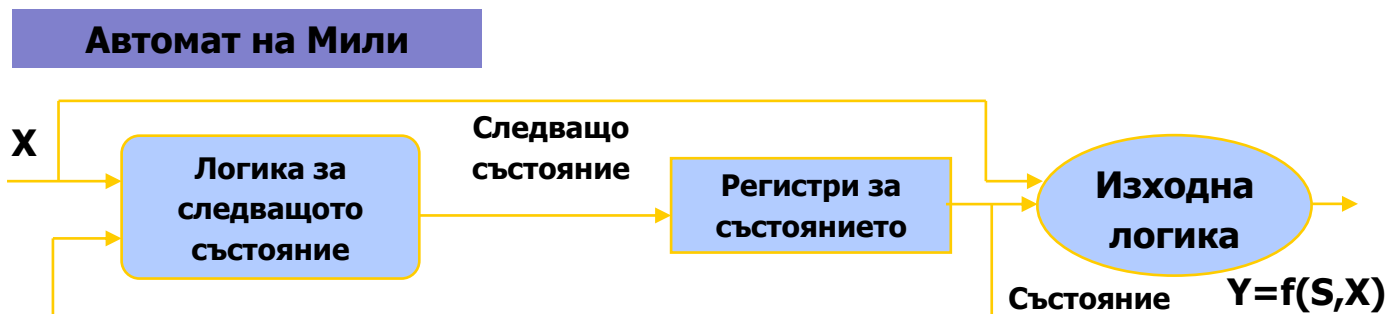 Автомат на Мили
X
Логика за
следващото
състояние
Следващо
състояние
Регистри за
състоянието
Изходна
логика
Състояние
Y=f(S,X)